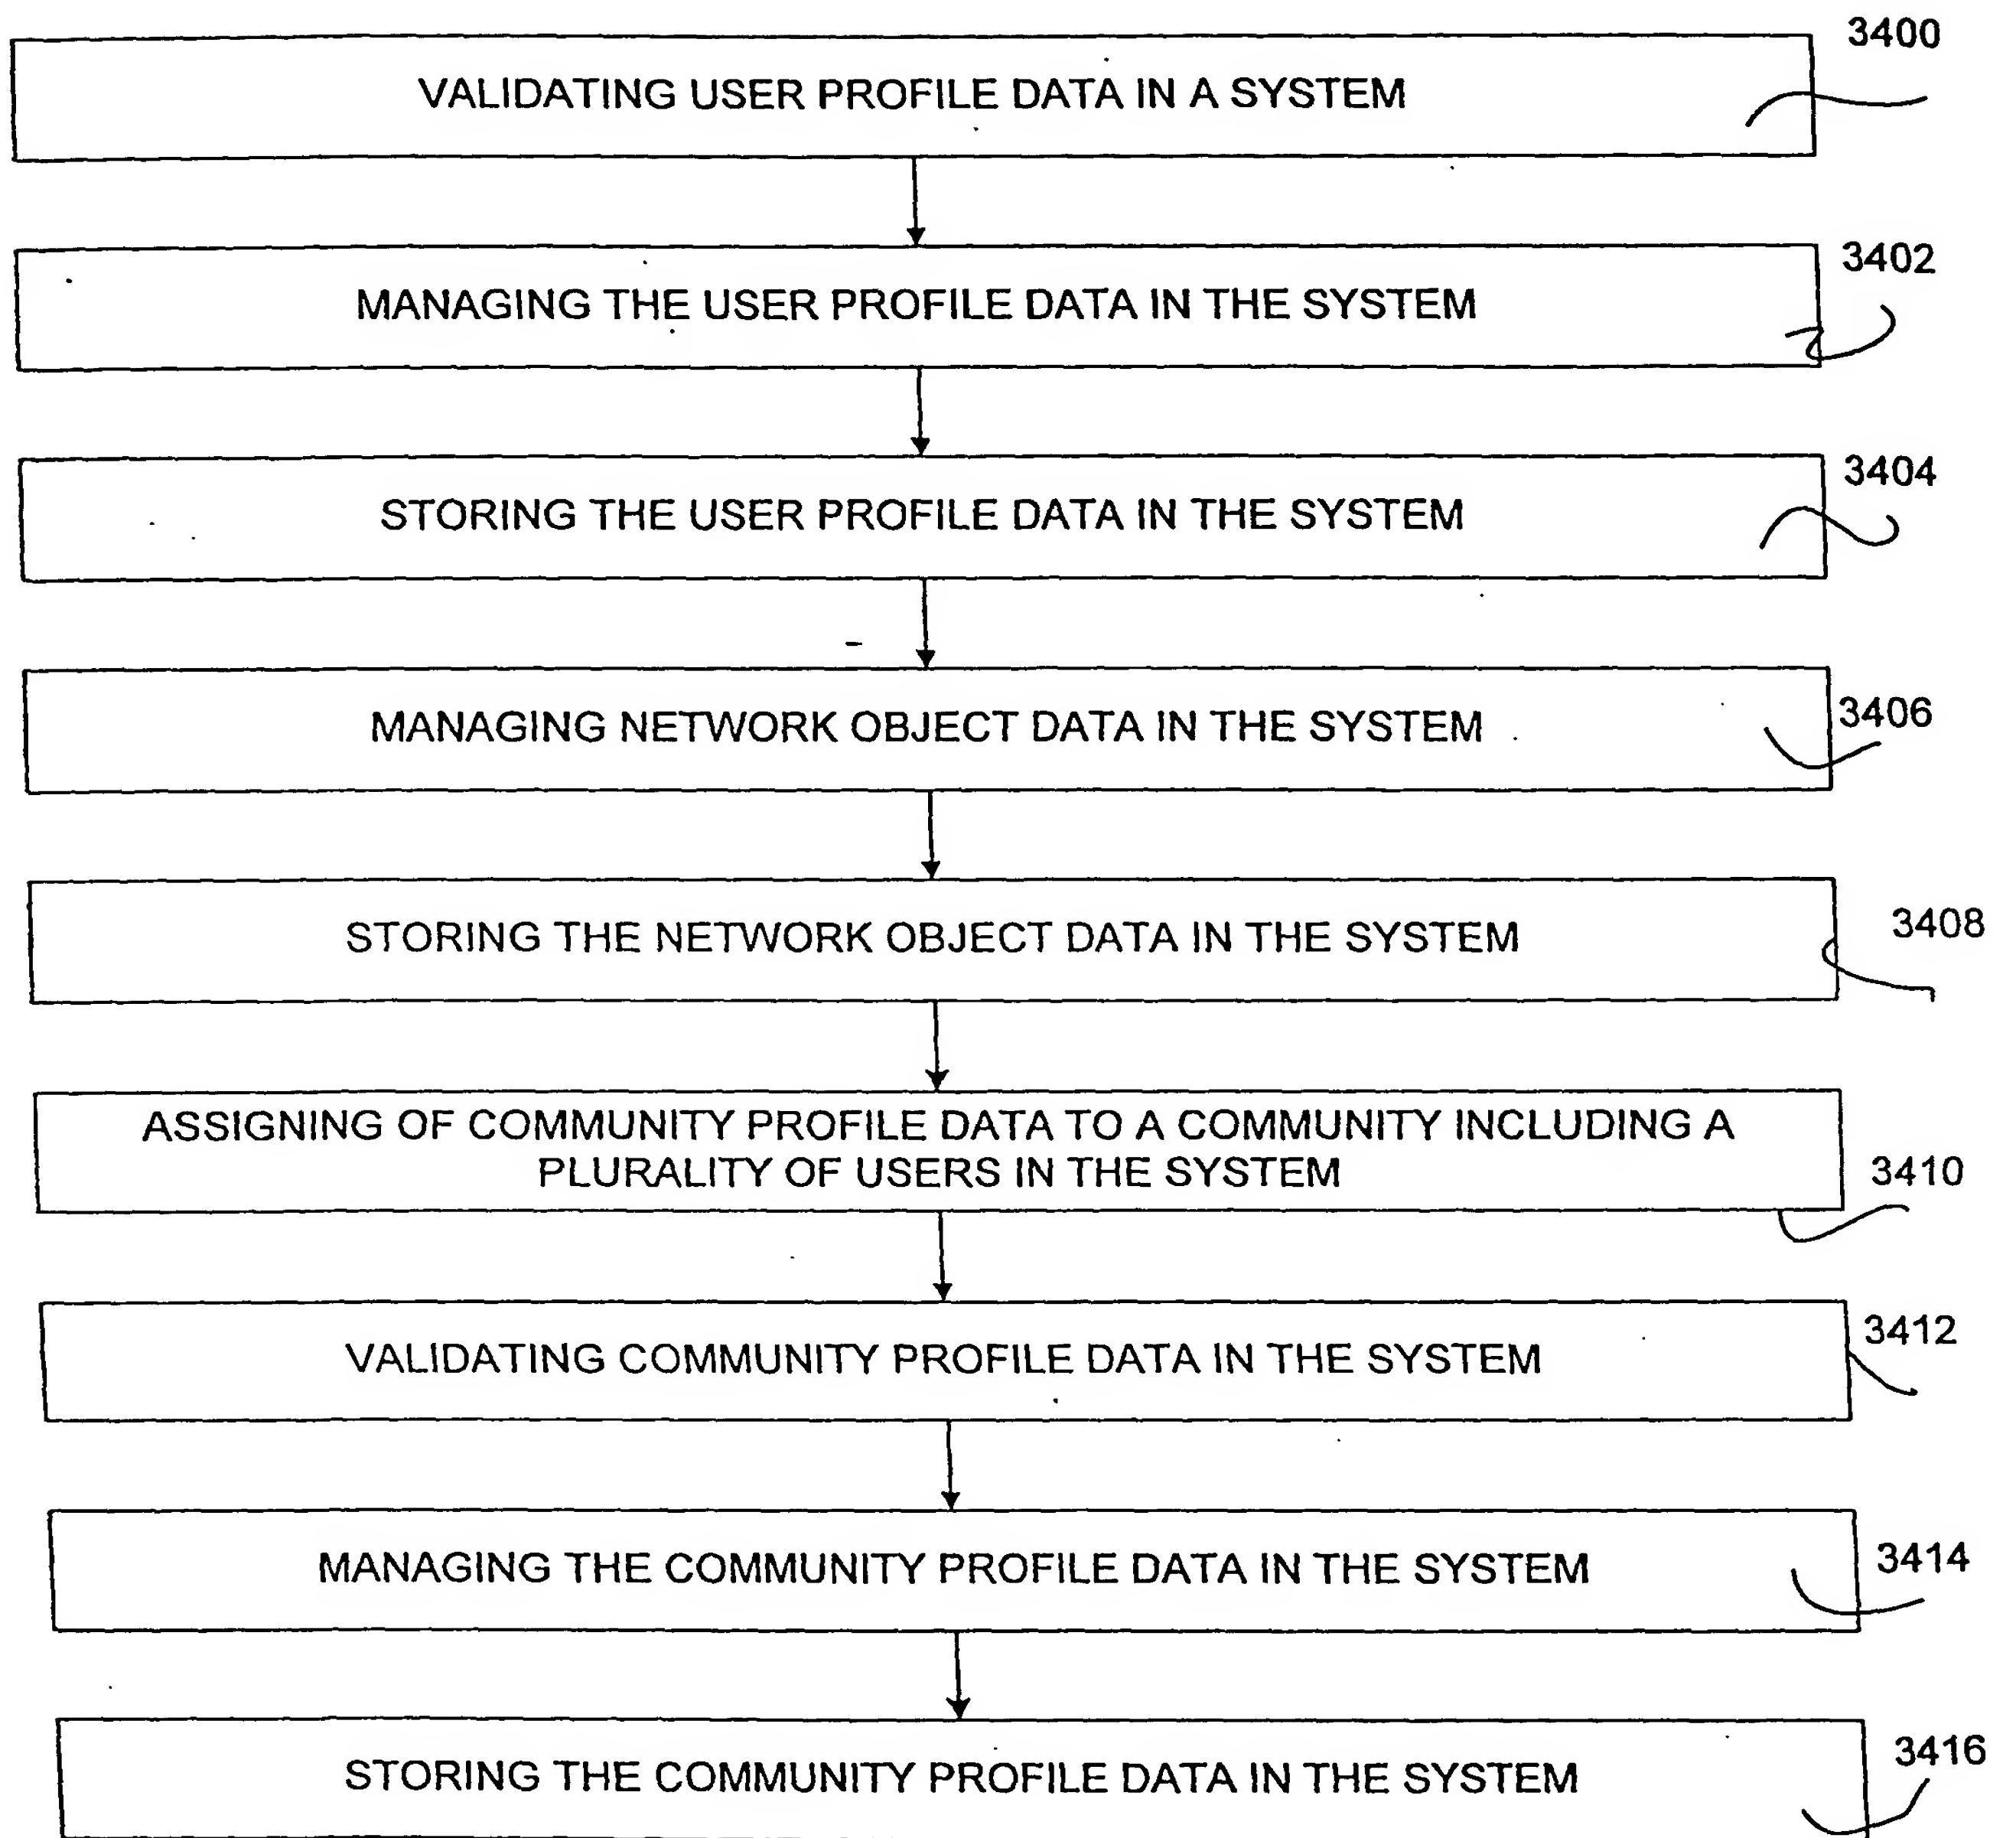 3400
VALIDATING USER PROFILE DATA IN A SYSTEM
3402
MANAGING THE USER PROFILE DATA IN THE SYSTEM
3404
STORING THE USER PROFILE DATA IN THE SYSTEM
3406
MANAGING NETWORK OBJECT DATA IN THE SYSTEM
3408
STORING THE NETWORK OBJECT DATA IN THE SYSTEM
ASSIGNING OF COMMUNITY PROFILE DATA TO A COMMUNITY INCLUDING A
PLURALITY OF USERS IN THE SYSTEM
3410
3412
VALIDATING COMMUNITY PROFILE DATA IN THE SYSTEM
3414
MANAGING THE COMMUNITY PROFILE DATA IN THE SYSTEM
3416
STORING THE COMMUNITY PROFILE DATA IN THE SYSTEM